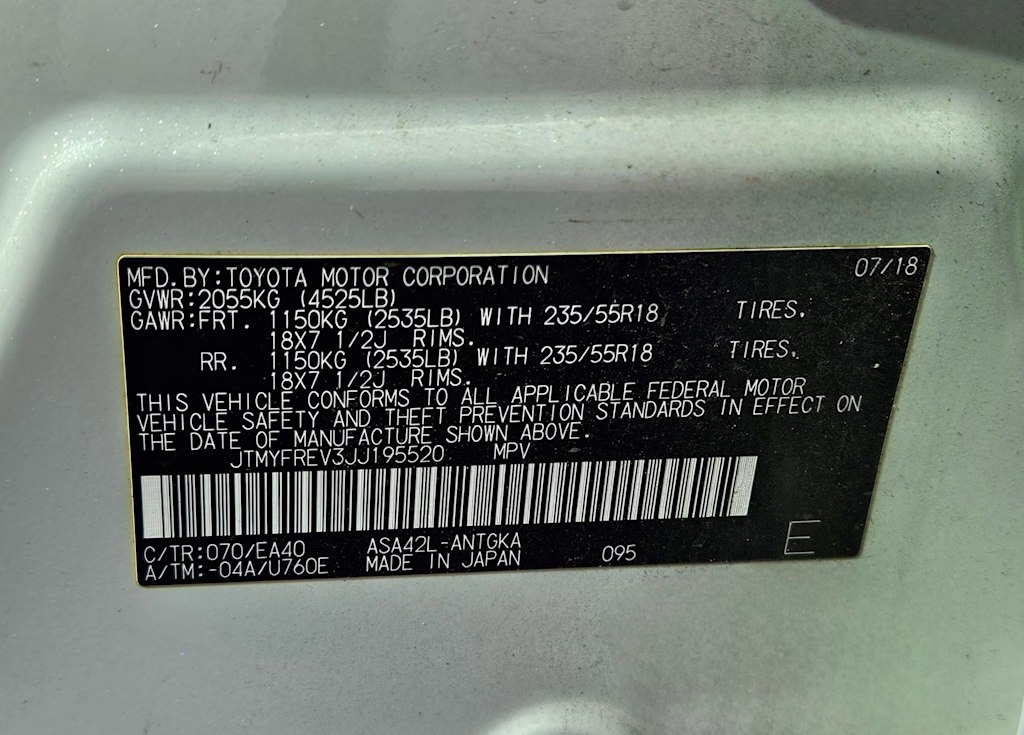 MFD.BY:TOYOTA MOTOR CORPORATION 07/18
GVWR:2055KG (4525LB)
GAWR:FRT. 1150KG (2535LB) WITH 235/55R18 TIRES.
18X7 1/2J RIMS.
RR. 1150KG (2535LB) WITH 235/55R18 TIRES.
18X7 1/2J RIMS.
THIS VEHICLE CONFORMS TO ALL APPLICABLE FEDERAL MOTOR
VEHICLE SAFETY AND THEFT PREVENTION STANDARDS IN EFFECT ON
THE DATE OF MANUFACTURE SHOWN ABOVE.
JTMYFREV3JJ195520 MPV
C/TR:070/EA40 ASA42L-ANTGKA 095 E
A/TM:-04A/U760E MADE IN JAPAN